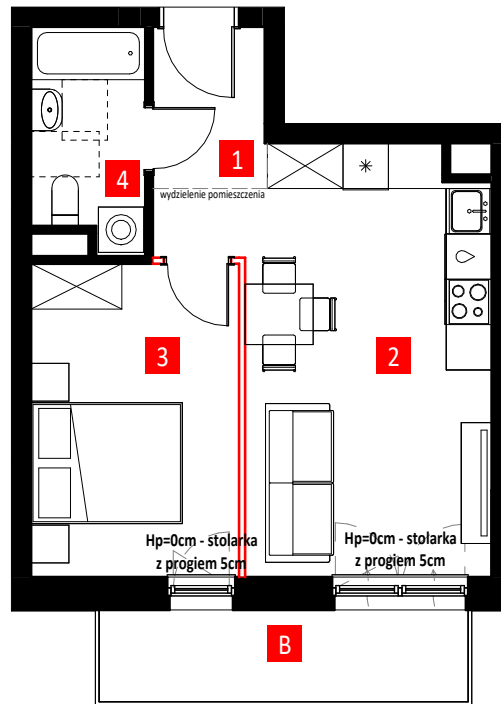 1
4
wydzielenie pomieszczenia
3
2
Hp=0cm - stolarka
z progiem 5cm
Hp=0cm - stolarka
z progiem 5cm
B